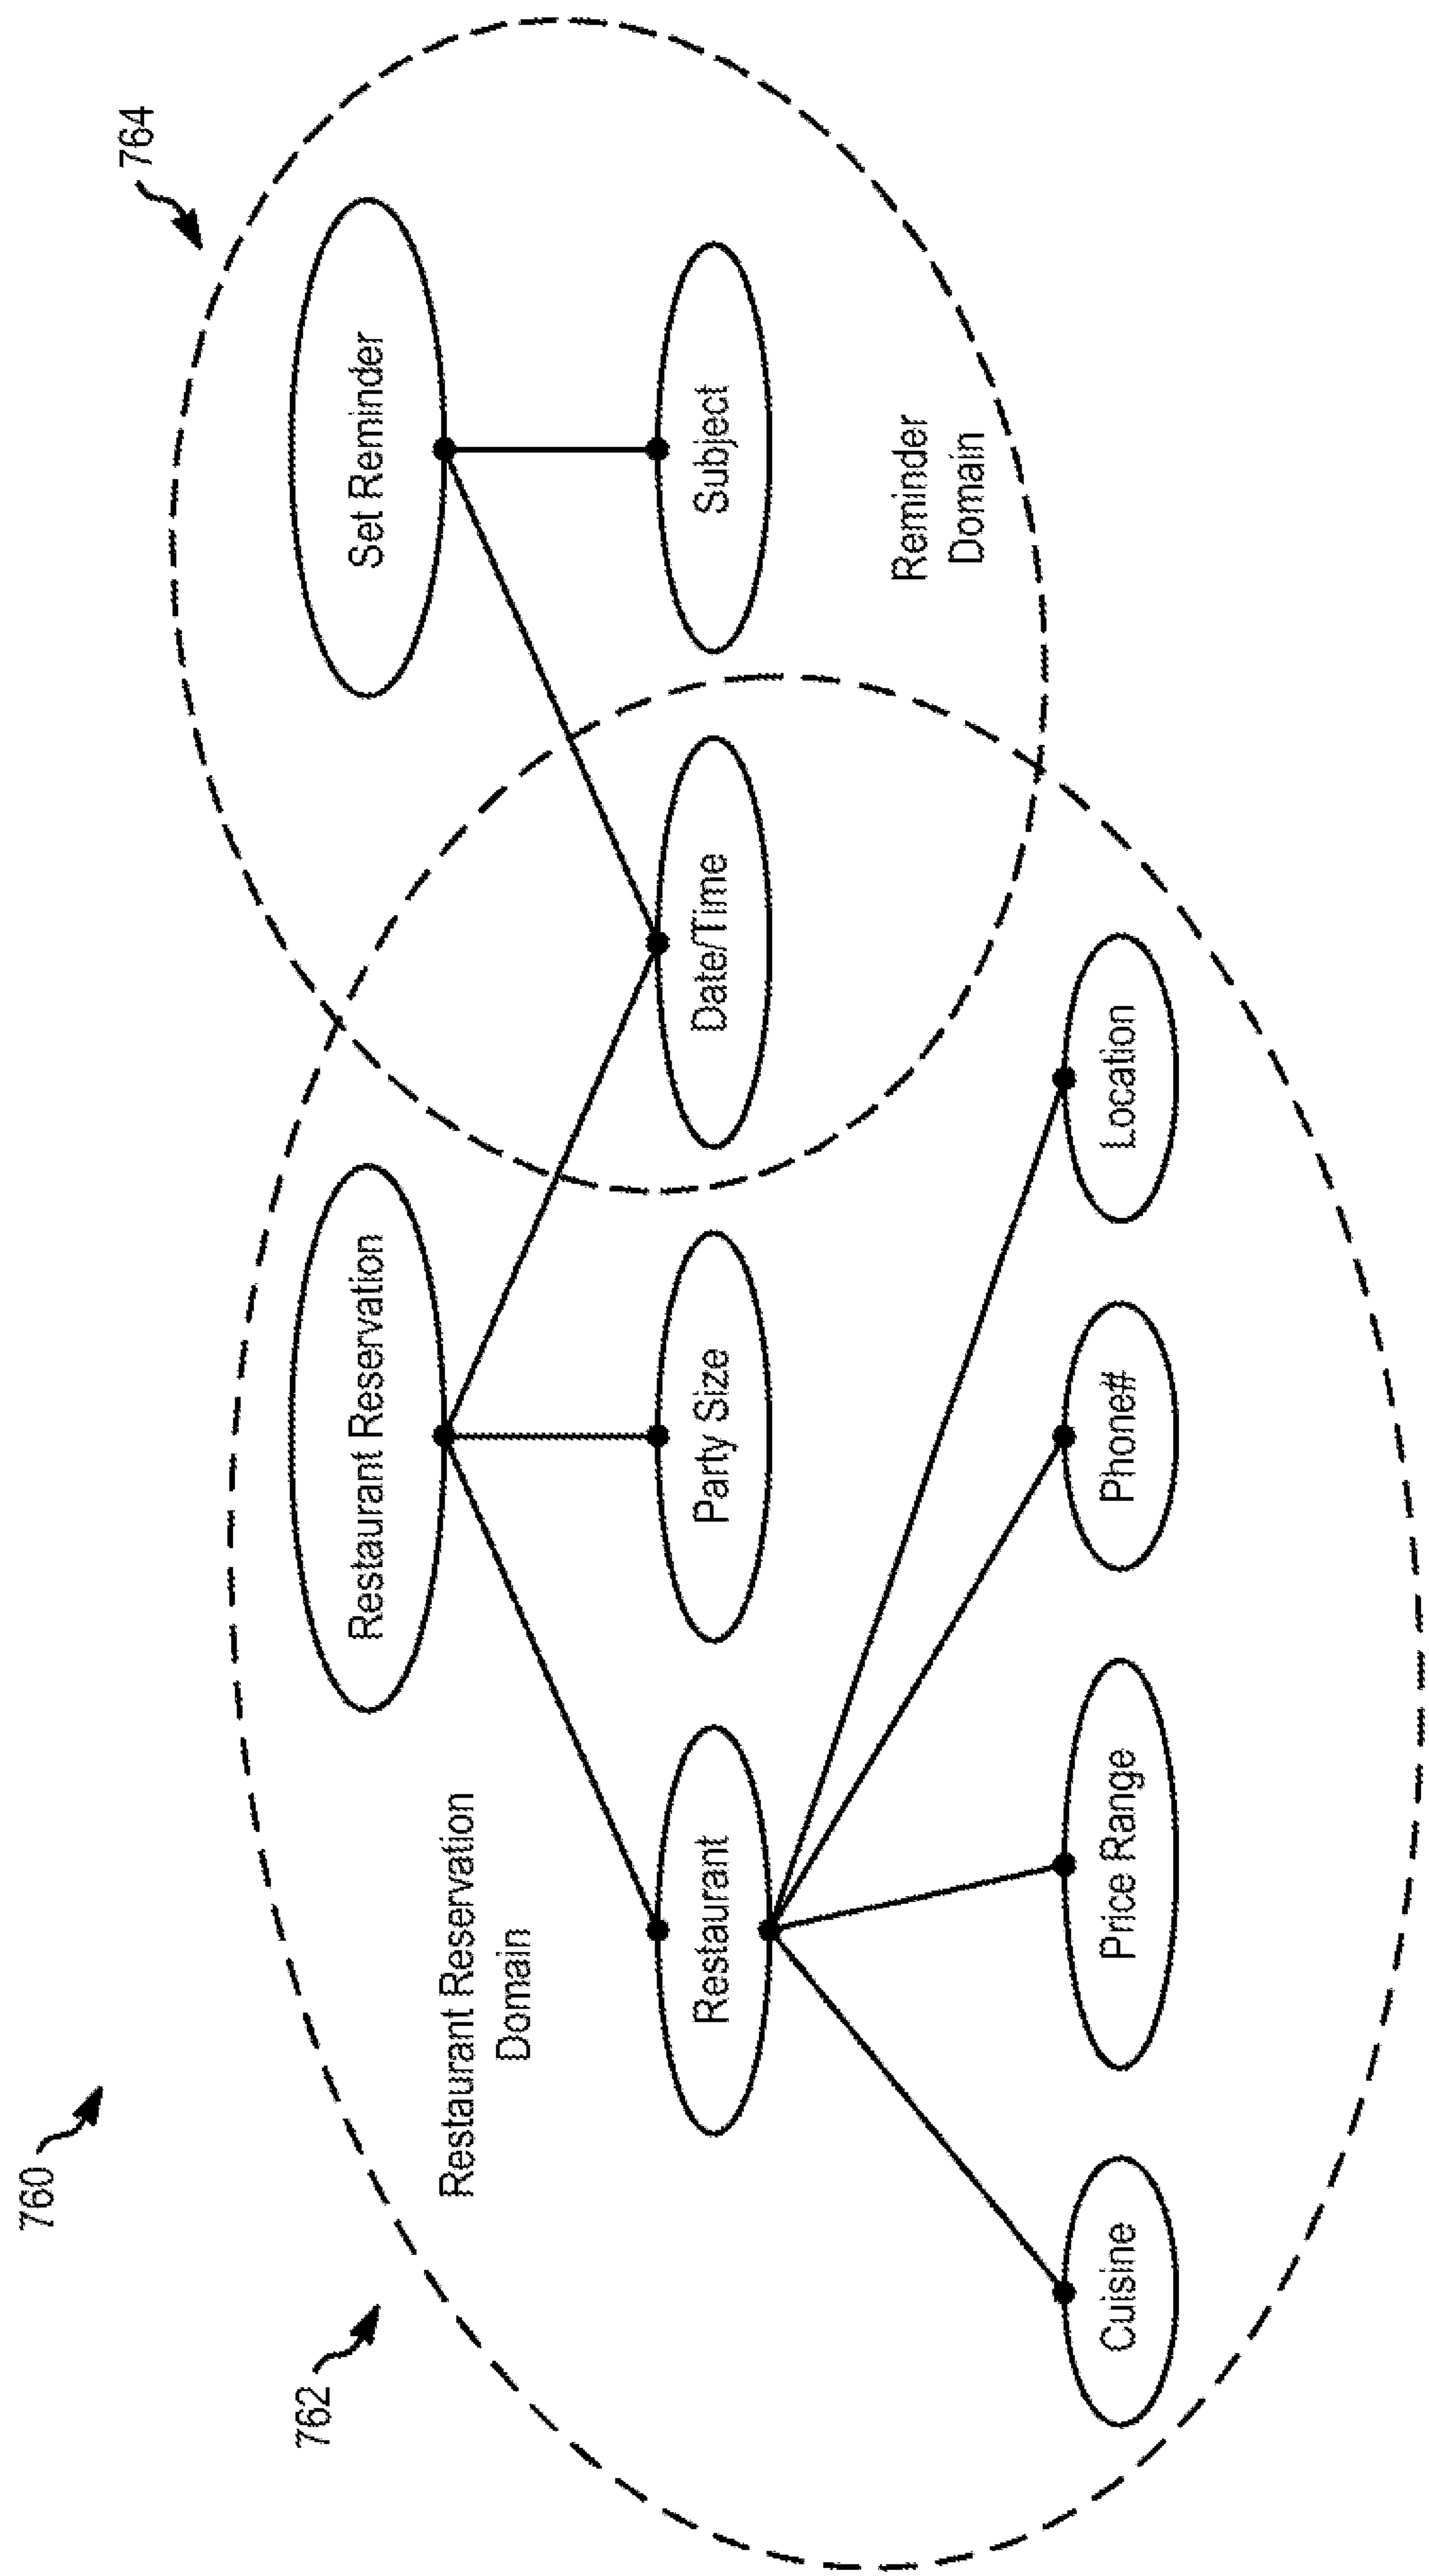 760
762
764
Restaurant Reservation
Domain
Restaurant Reservation
Set Reminder
Restaurant
Party Size
Date/Time
Subject
Reminder
Domain
Cuisine
Price Range
Phone#
Location